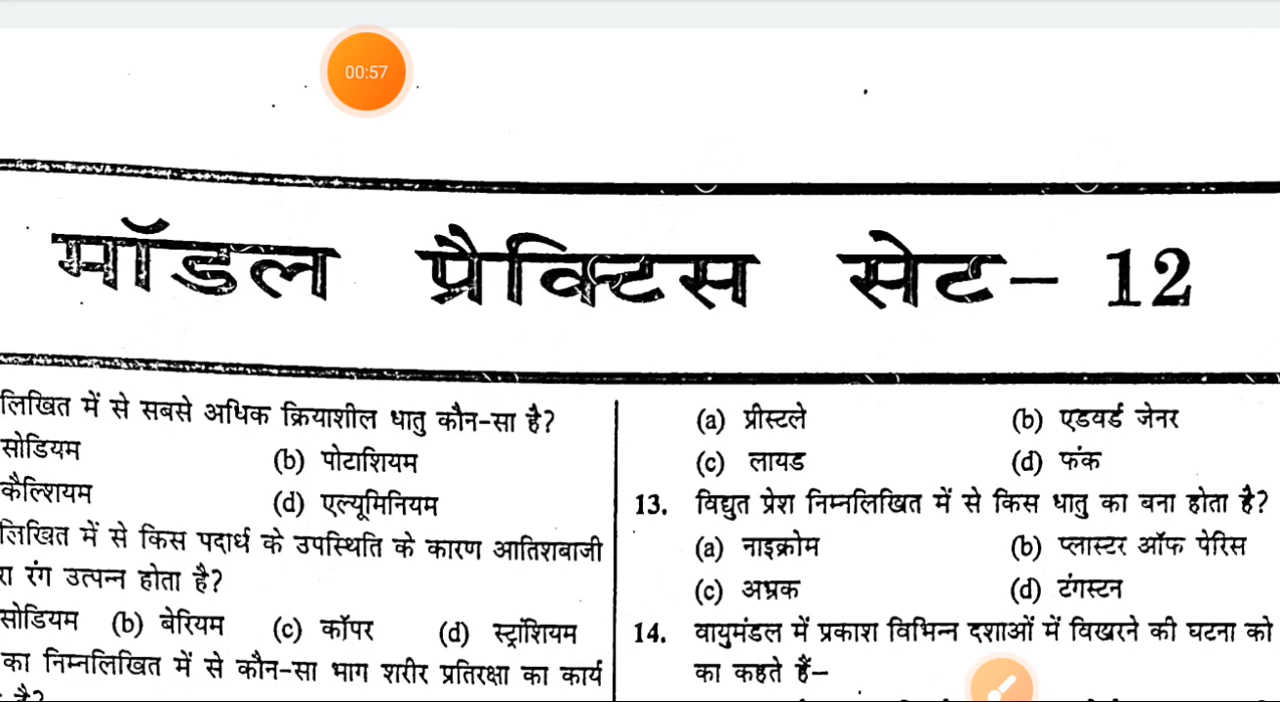 00:57
मॉडल प्रैक्टिस सेट– 12
लिखित में से सबसे अधिक क्रियाशील धातु कौन-सा है?
सोडियम (b) पोटाशियम
कैल्शियम (d) एल्यूमिनियम
लिखित में से किस पदार्ध के उपस्थिति के कारण आतिशबाजी
रा रंग उत्पन्न होता है?
सोडियम (b) बेरियम (c) कॉपर (d) स्ट्रांशियम
का निम्नलिखित में से कौन-सा भाग शरीर प्रतिरक्षा का कार्य
है?
(a) प्रीस्टले (b) एडवर्ड जेनर
(c) लायड (d) फंक
13. विद्युत प्रेश निम्नलिखित में से किस धातु का बना होता है?
(a) नाइक्रोम (b) प्लास्टर ऑफ पेरिस
(c) अभ्रक (d) टंगस्टन
14. वायुमंडल में प्रकाश विभिन्न दशाओं में विखरने की घटना को
का कहते हैं–